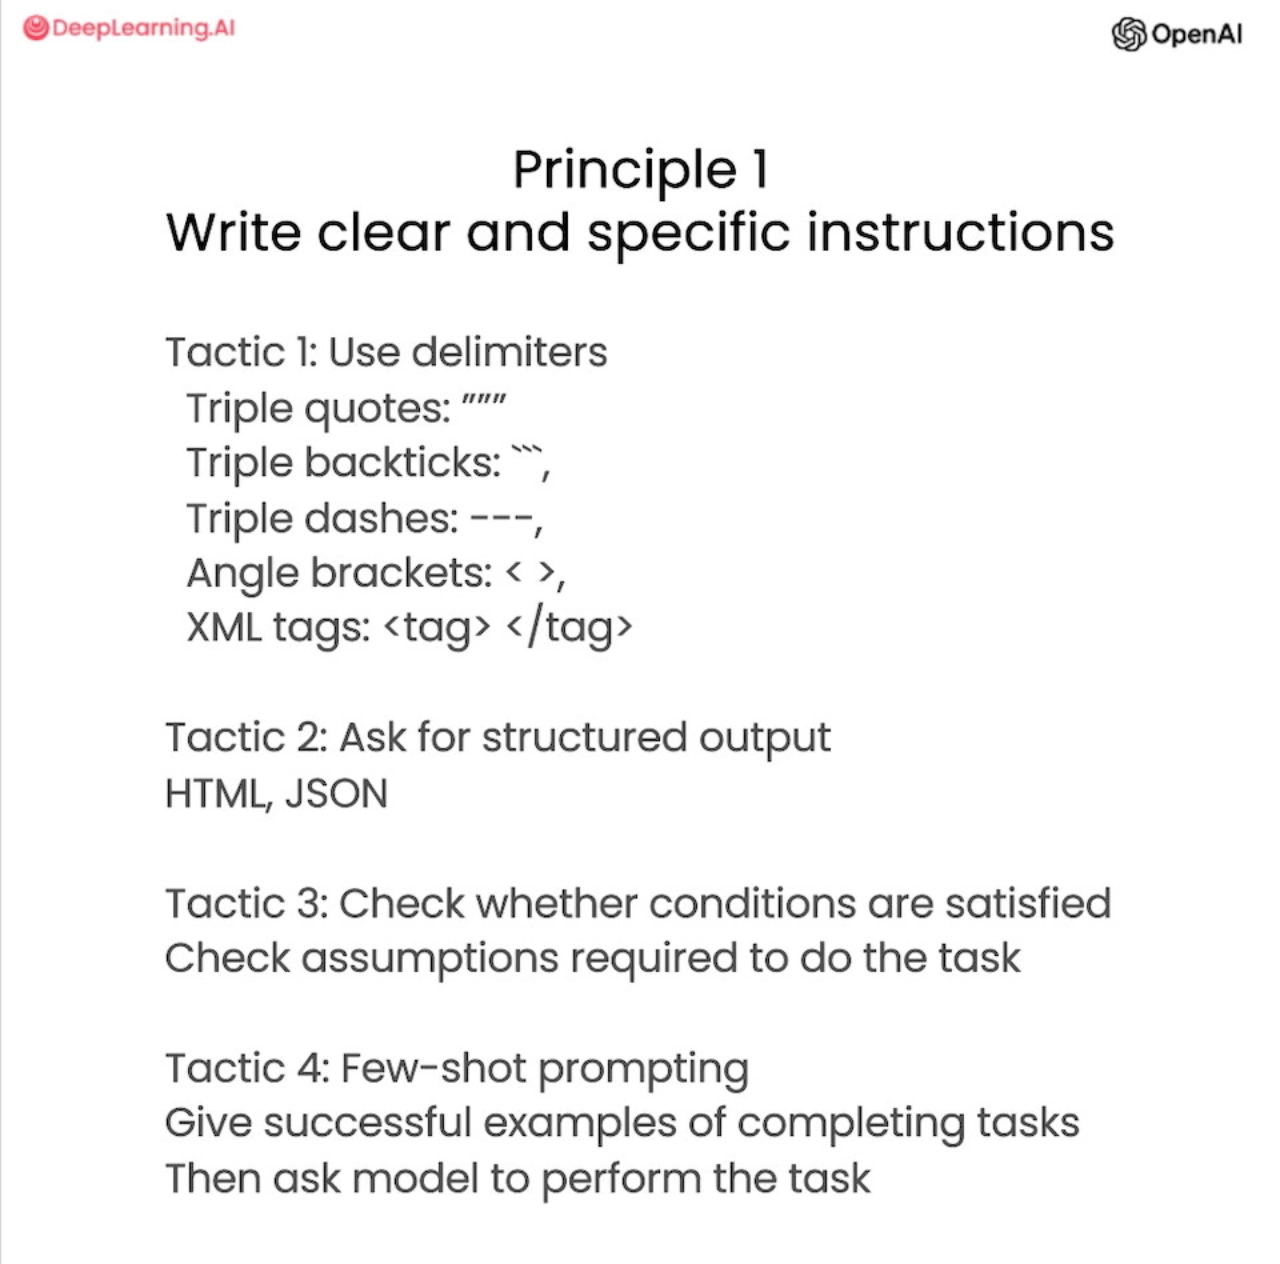 DeepLearning.AI
OpenAI
Principle 1
Write clear and specific instructions
Tactic 1: Use delimiters
Triple quotes: """
Triple backticks: ```,
Triple dashes: ---,
Angle brackets: < >,
XML tags: <tag> </tag>
Tactic 2: Ask for structured output
HTML, JSON
Tactic 3: Check whether conditions are satisfied
Check assumptions required to do the task
Tactic 4: Few-shot prompting
Give successful examples of completing tasks
Then ask model to perform the task